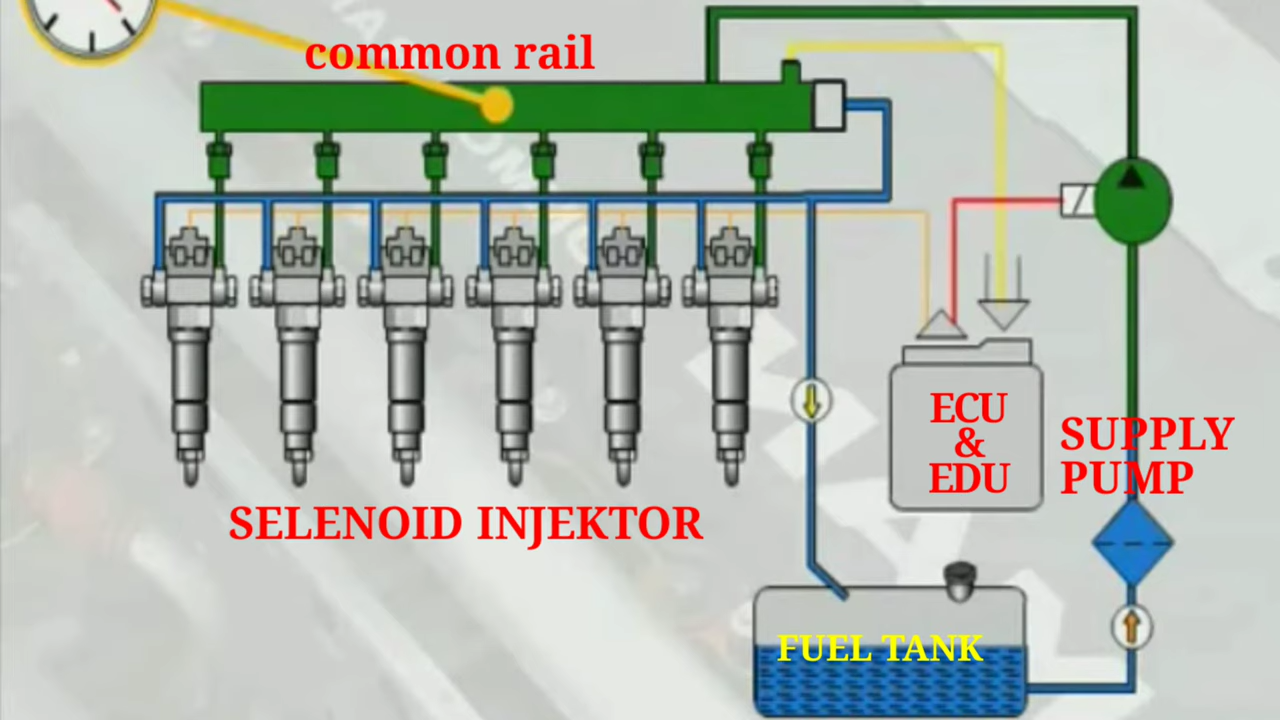 common rail
ECU
&
EDU
SUPPLY
PUMP
SELENOID INJEKTOR
FUEL TANK